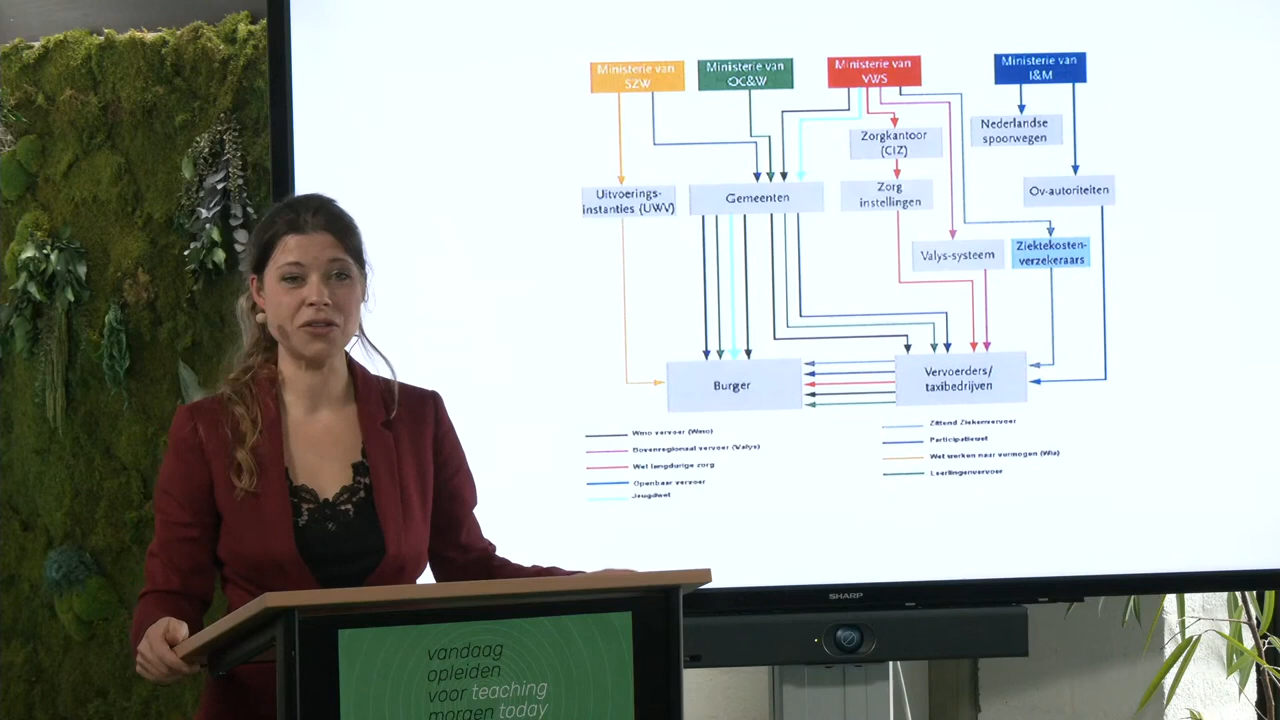 Ministerie van
SZW
Ministerie van
OC&W
Ministerie van
VWS
Ministerie van
I&M
Zorgkantoor
(CIZ)
Nederlandse
spoorwegen
Uitvoerings-
instanties (UWV)
Gemeenten
Zorg
instellingen
Ov-autoriteiten
Valys-systeem
Ziektekosten-
verzekeraars
Burger
Vervoerders/
taxibedrijven
Wmo vervoer (Wmo)
Bovenregionaal vervoer (Valys)
Wet langdurige zorg
Openbaar vervoer
Jeugdwet
Zittend Ziekenvervoer
Participatiewet
Wet werken naar vermogen (Wia)
Leerlingenvervoer
SHARP
vandaag
opleiden
voor teaching
morgen today